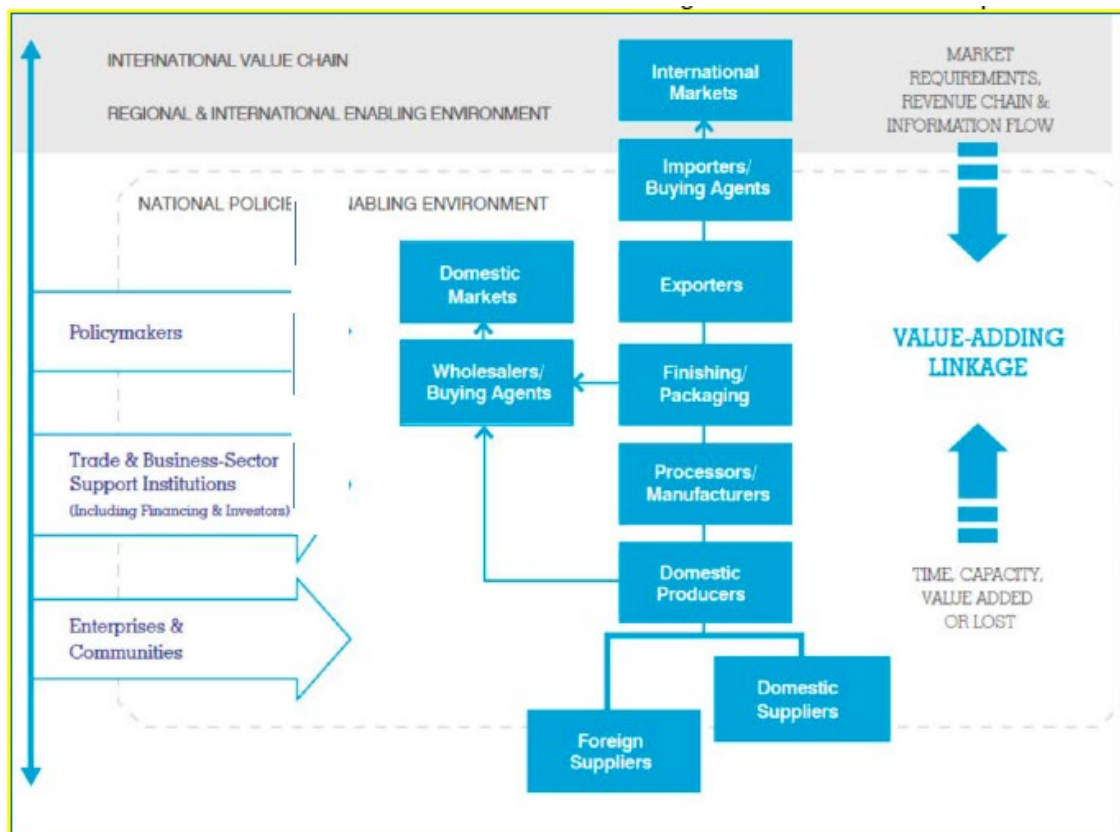 INTERNATIONAL VALUE CHAIN
REGIONAL & INTERNATIONAL ENABLING ENVIRONMENT
International
Markets
MARKET
REQUIREMENTS,
REVENUE CHAIN &
INFORMATION FLOW
Importers/
Buying Agents
NATIONAL POLICIE
ABLING ENVIRONMENT
Domestic
Markets
Exporters
Policymakers
Wholesalers/
Buying Agents
Finishing/
Packaging
VALUE-ADDING
LINKAGE
Trade & Business-Sector
Support Institutions
(Including Financing & Investors)
Processors/
Manufacturers
Domestic
Producers
TIME, CAPACITY,
VALUE ADDED
OR LOST
Enterprises &
Communities
Domestic
Suppliers
Foreign
Suppliers